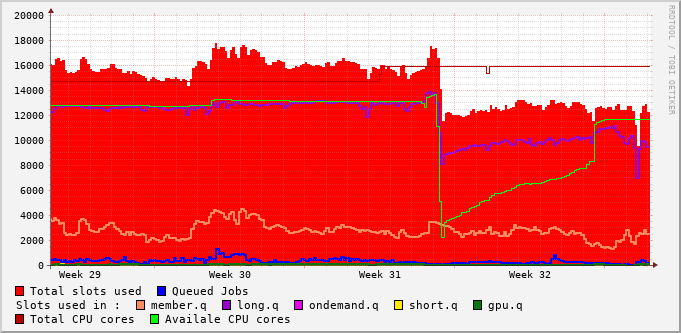 20000
18000
16000
14000
12000
10000
8000
6000
4000
2000
0
Week 29 Week 30 Week 31 Week 32
Total slots used Queued Jobs
Slots used in : member.q long.q ondemand.q short.q gpu.q
Total CPU cores Availale CPU cores
RRDTOOL / TOBI OETIKER